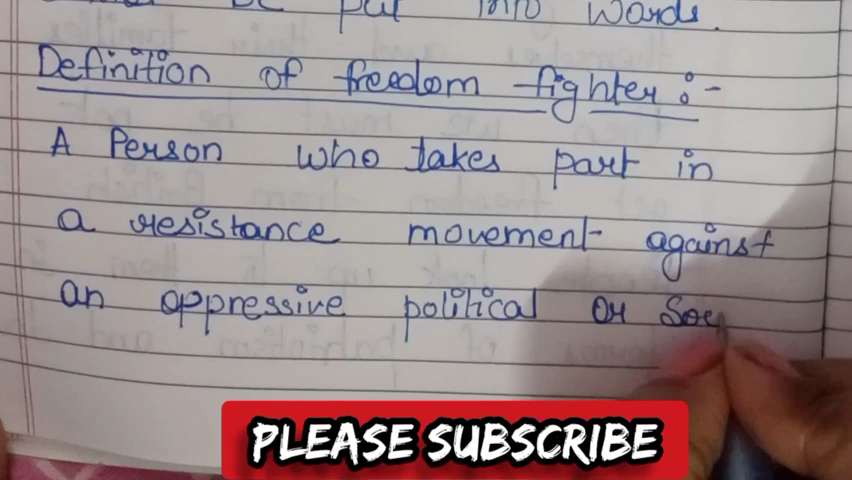 be put into words.
Definition of freedom fighter :-
A Person who takes part in
a resistance movement against
an oppressive political or Soc
PLEASE SUBSCRIBE